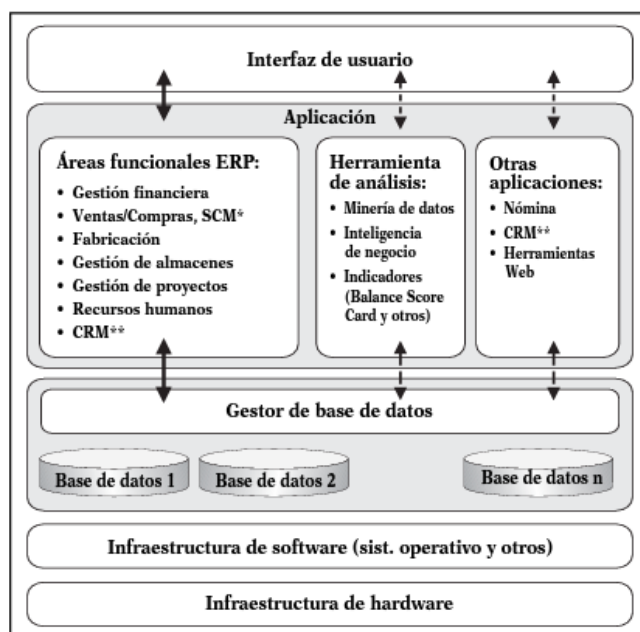 Interfaz de usuario
Aplicación
Áreas funcionales ERP:
• Gestión financiera
• Ventas/Compras, SCM*
• Fabricación
• Gestión de almacenes
• Gestión de proyectos
• Recursos humanos
• CRM**
Herramienta
de análisis:
• Minería de datos
• Inteligencia
de negocio
• Indicadores
(Balance Score
Card y otros)
Otras
aplicaciones:
• Nómina
• CRM**
• Herramientas
Web
Gestor de base de datos
Base de datos 1
Base de datos 2
Base de datos n
Infraestructura de software (sist. operativo y otros)
Infraestructura de hardware